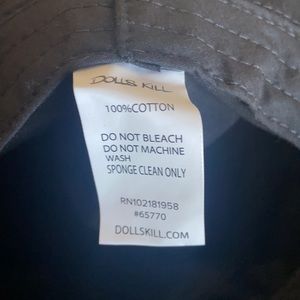 DOLLS KILL
100%COTTON
DO NOT BLEACH
DO NOT MACHINE
WASH
SPONGE CLEAN ONLY
RN102181958
#65770
DOLLSKILL.COM